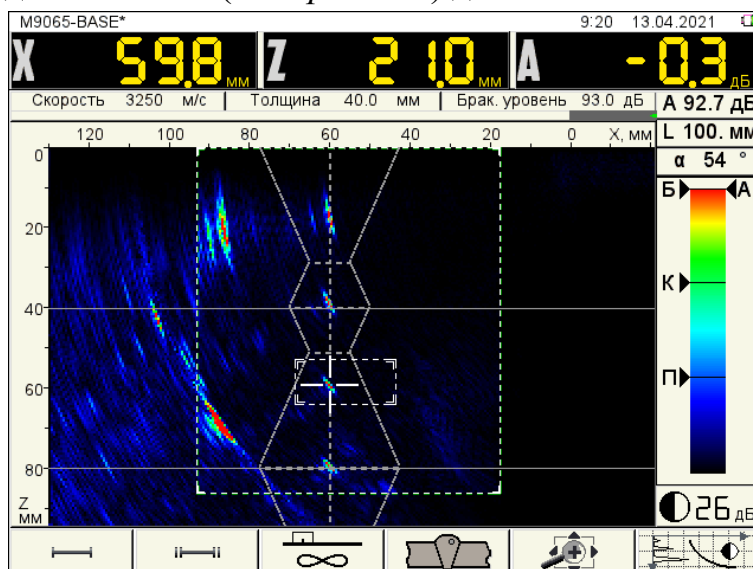 M9065-BASE* 9:20 13.04.2021
X 59.8 мм Z 21.0 мм A -0.3 дБ
Скорость 3250 м/с Толщина 40.0 мм Брак. уровень 93.0 дБ
A 92.7 дБ
L 100. мм
α 54 °
120 100 80 60 40 20 0 X, мм
0
20
40
60
80
Z
мм
Б А
К
П
26 дБ